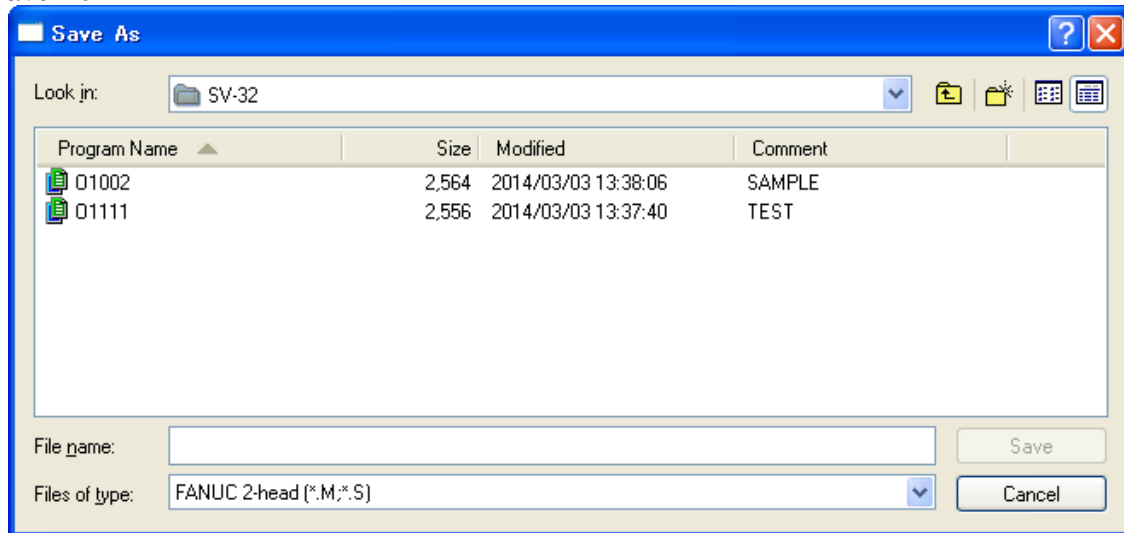 Save As
Look in: SV-32
Program Name Size Modified Comment
O1002 2,564 2014/03/03 13:38:06 SAMPLE
O1111 2,556 2014/03/03 13:37:40 TEST
File name: Save
Files of type: FANUC 2-head (*.M;*.S) Cancel